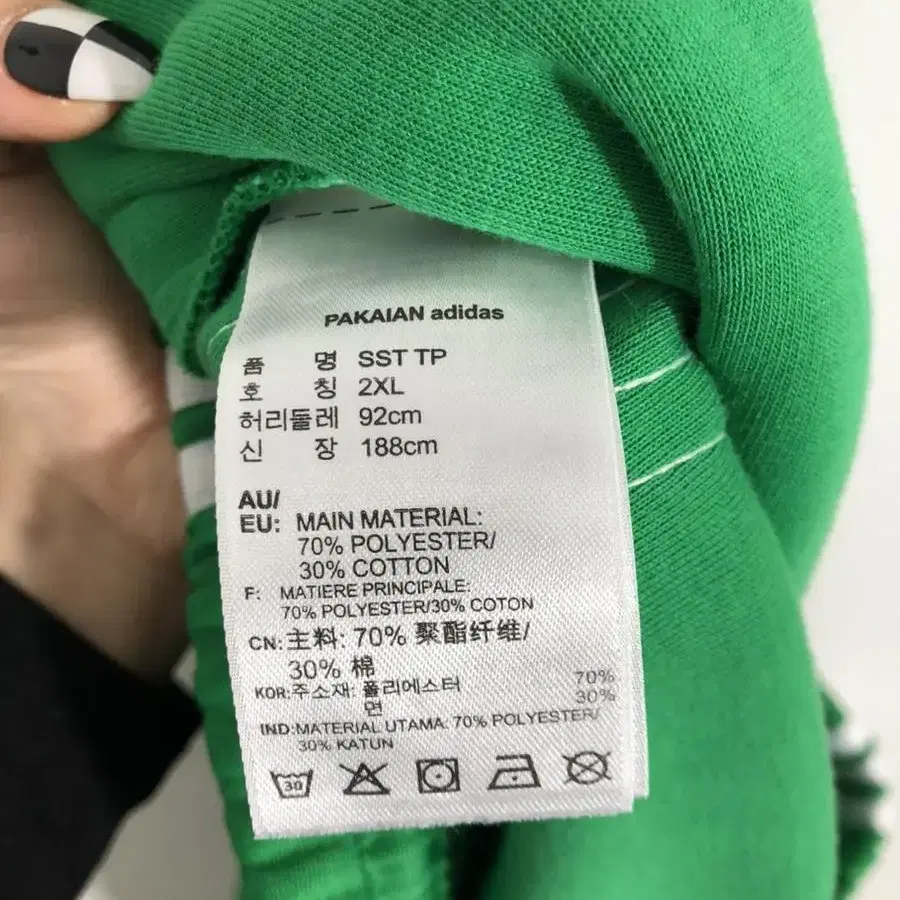 PAKAIAN adidas
품 명 SST TP
호 칭 2XL
허리둘레 92cm
신 장 188cm
AU/
EU: MAIN MATERIAL:
70% POLYESTER/
30% COTTON
F: MATIERE PRINCIPALE:
70% POLYESTER/30% COTON
CN: 主料: 70% 聚酯纤维/
30% 棉
KOR: 주소재: 폴리에스터 70%
면 30%
IND: MATERIAL UTAMA: 70% POLYESTER/
30% KATUN
30